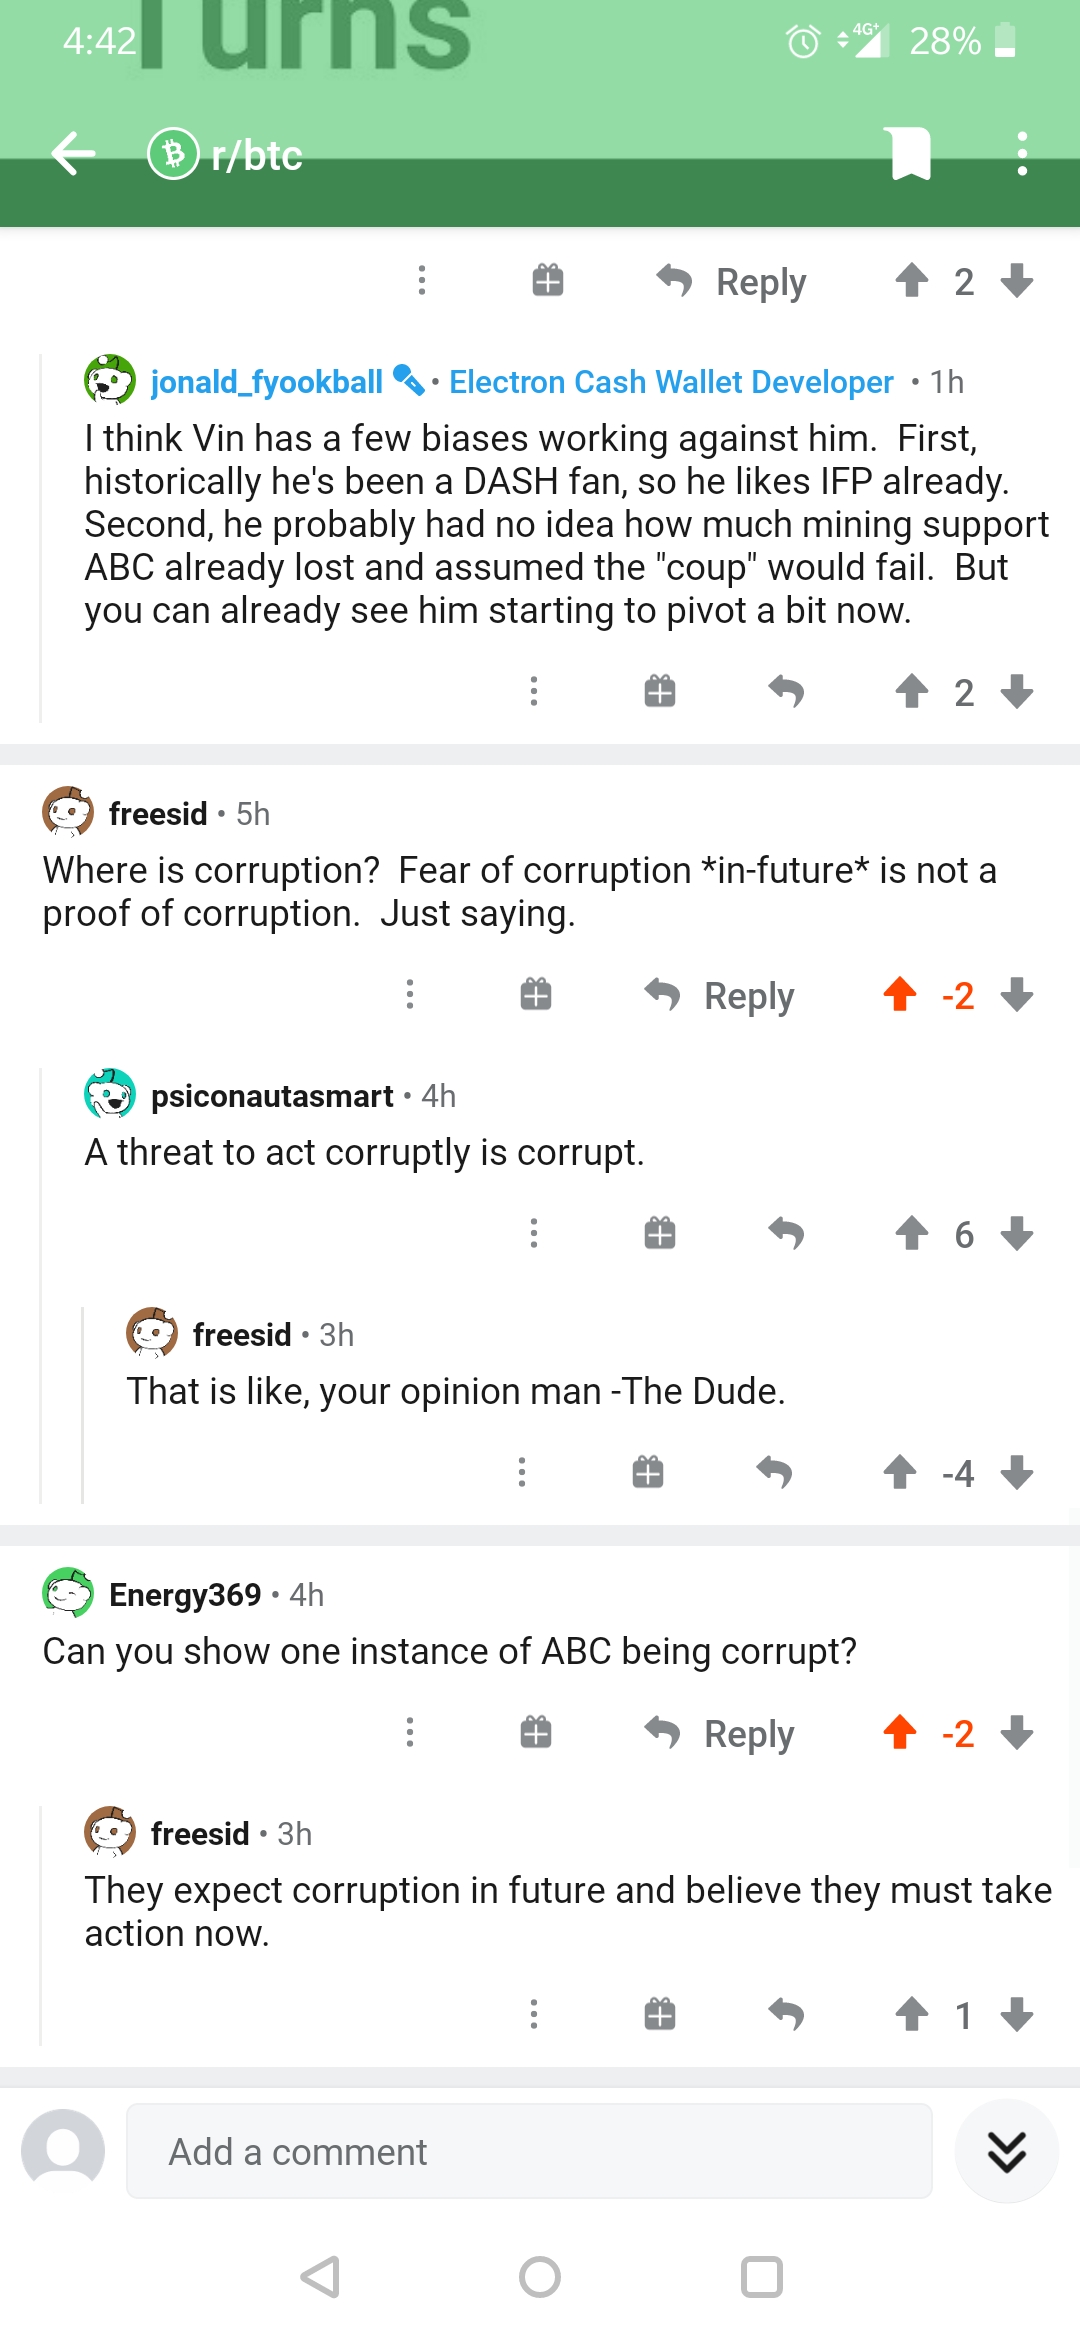 Turns
4:42
4G+
28%
r/btc
Reply
2
jonald_fyookball • Electron Cash Wallet Developer • 1h
I think Vin has a few biases working against him.  First,
historically he's been a DASH fan, so he likes IFP already.
Second, he probably had no idea how much mining support
ABC already lost and assumed the "coup" would fail.  But
you can already see him starting to pivot a bit now.
2
freesid • 5h
Where is corruption?  Fear of corruption *in-future* is not a
proof of corruption.  Just saying.
Reply
-2
psiconautasmart • 4h
A threat to act corruptly is corrupt.
6
freesid • 3h
That is like, your opinion man -The Dude.
-4
Energy369 • 4h
Can you show one instance of ABC being corrupt?
Reply
-2
freesid • 3h
They expect corruption in future and believe they must take
action now.
1
Add a comment